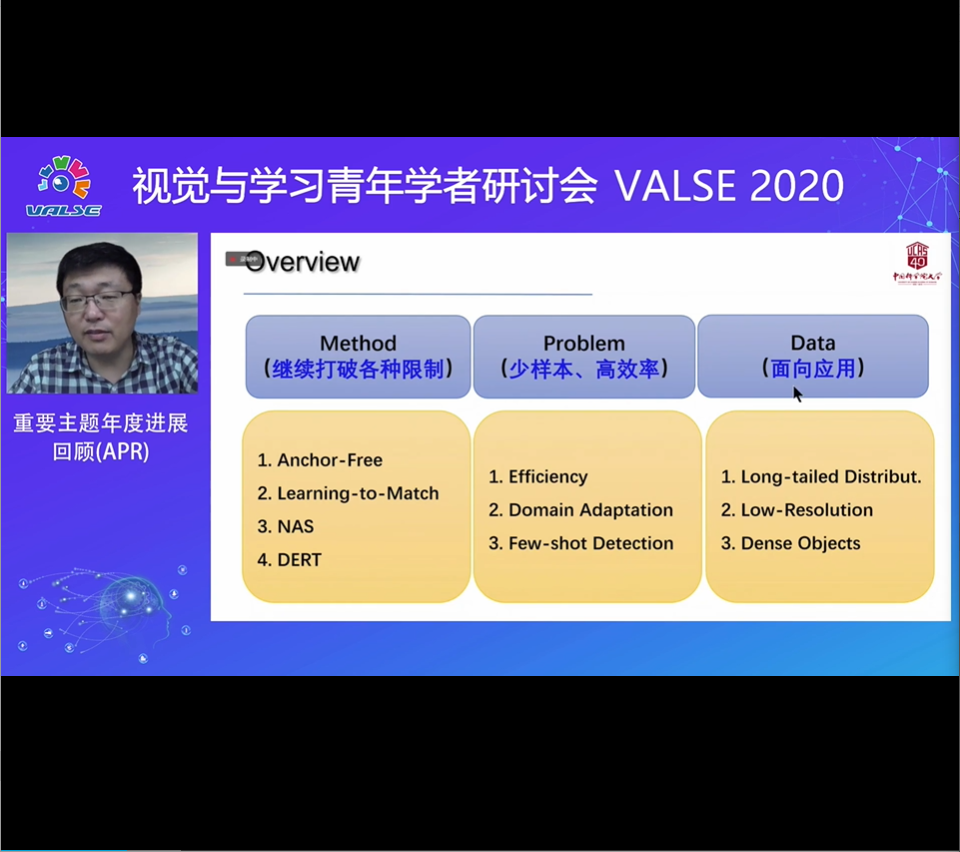 视觉与学习青年学者研讨会 VALSE 2020
VALSE
重要主题年度进展
回顾(APR)
Overview
UCAS
40
中国科学院大学
Method
(继续打破各种限制)
1. Anchor-Free
2. Learning-to-Match
3. NAS
4. DERT
Problem
(少样本、高效率)
1. Efficiency
2. Domain Adaptation
3. Few-shot Detection
Data
(面向应用)
1. Long-tailed Distribut.
2. Low-Resolution
3. Dense Objects